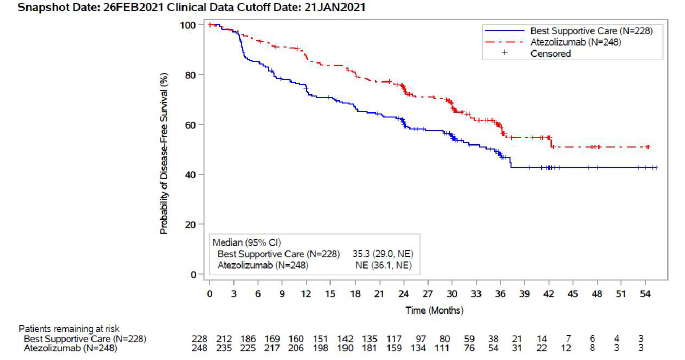 Snapshot Date: 26FEB2021 Clinical Data Cutoff Date: 21JAN2021
Best Supportive Care (N=228)
Atezolizumab (N=248)
Censored
Probability of Disease-Free Survival (%)
100
80
60
40
20
0
Median (95% CI)
Best Supportive Care (N=228) 35.3 (29.0, NE)
Atezolizumab (N=248) NE (36.1, NE)
0 3 6 9 12 15 18 21 24 27 30 33 36 39 42 45 48 51 54
Time (Months)
Patients remaining at risk
Best Supportive Care (N=228) 228 212 186 169 160 151 142 135 117 97 80 59 38 21 14 7 6 4 3
Atezolizumab (N=248) 248 235 225 217 206 198 190 181 159 134 111 76 54 31 22 12 8 3 3